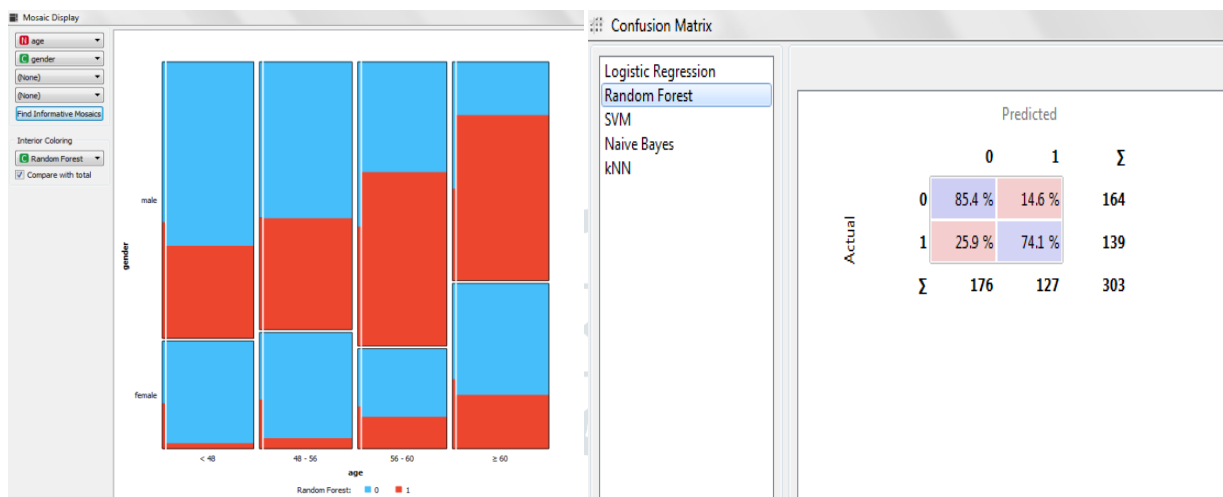 Mosaic Display
N age
C gender
(None)
(None)
Find Informative Mosaics
Interior Coloring
C Random Forest
Compare with total
male
gender
female
< 48
48 - 56
56 - 60
≥ 60
age
Random Forest: 0 1
Confusion Matrix
Logistic Regression
Random Forest
SVM
Naive Bayes
kNN
Predicted
0 1 Σ
Actual
0 85.4 % 14.6 % 164
1 25.9 % 74.1 % 139
Σ 176 127 303